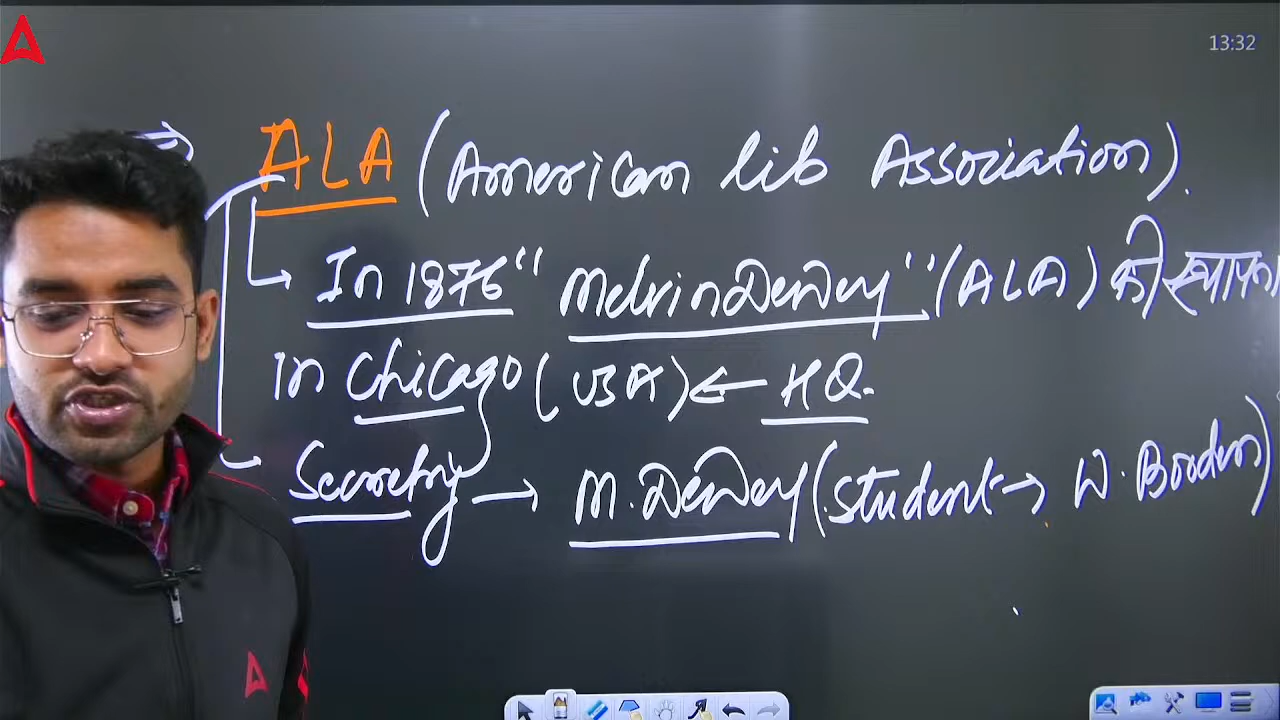 13:32
ALA (American lib Association).
In 1876 "Melvin Dewey" (ALA) की स्थापना
in Chicago (USA) ← HQ.
Secretry → M. Dewey (student → W. Borden)